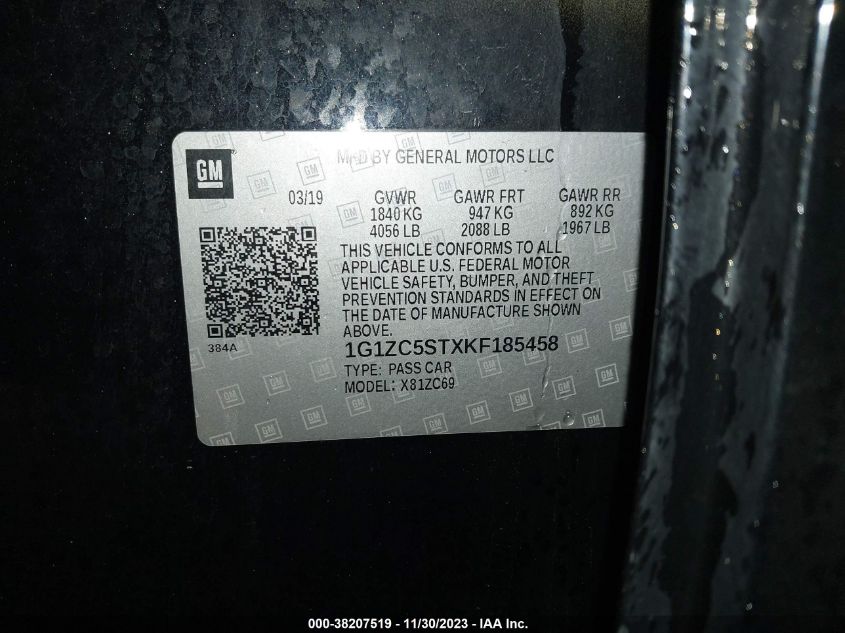 GM
MAD BY GENERAL MOTORS LLC
03/19 GVWR GAWR FRT GAWR RR
1840 KG 947 KG 892 KG
4056 LB 2088 LB 1967 LB
THIS VEHICLE CONFORMS TO ALL
APPLICABLE U.S. FEDERAL MOTOR
VEHICLE SAFETY, BUMPER, AND THEFT
PREVENTION STANDARDS IN EFFECT ON
THE DATE OF MANUFACTURE SHOWN
ABOVE.
384A
1G1ZC5STXKF185458
TYPE: PASS CAR
MODEL: X81ZC69
000-38207519 - 11/30/2023 - IAA Inc.